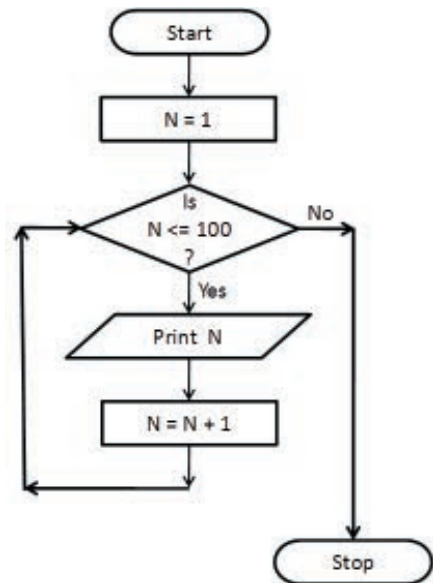 Start
N = 1
Is
N <= 100
?
No
Yes
Print N
N = N + 1
Stop